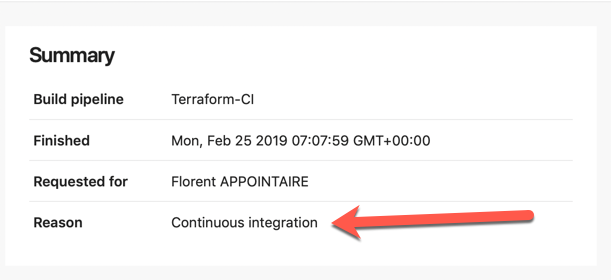 Summary
Build pipeline Terraform-CI
Finished Mon, Feb 25 2019 07:07:59 GMT+00:00
Requested for Florent APPOINTAIRE
Reason Continuous integration